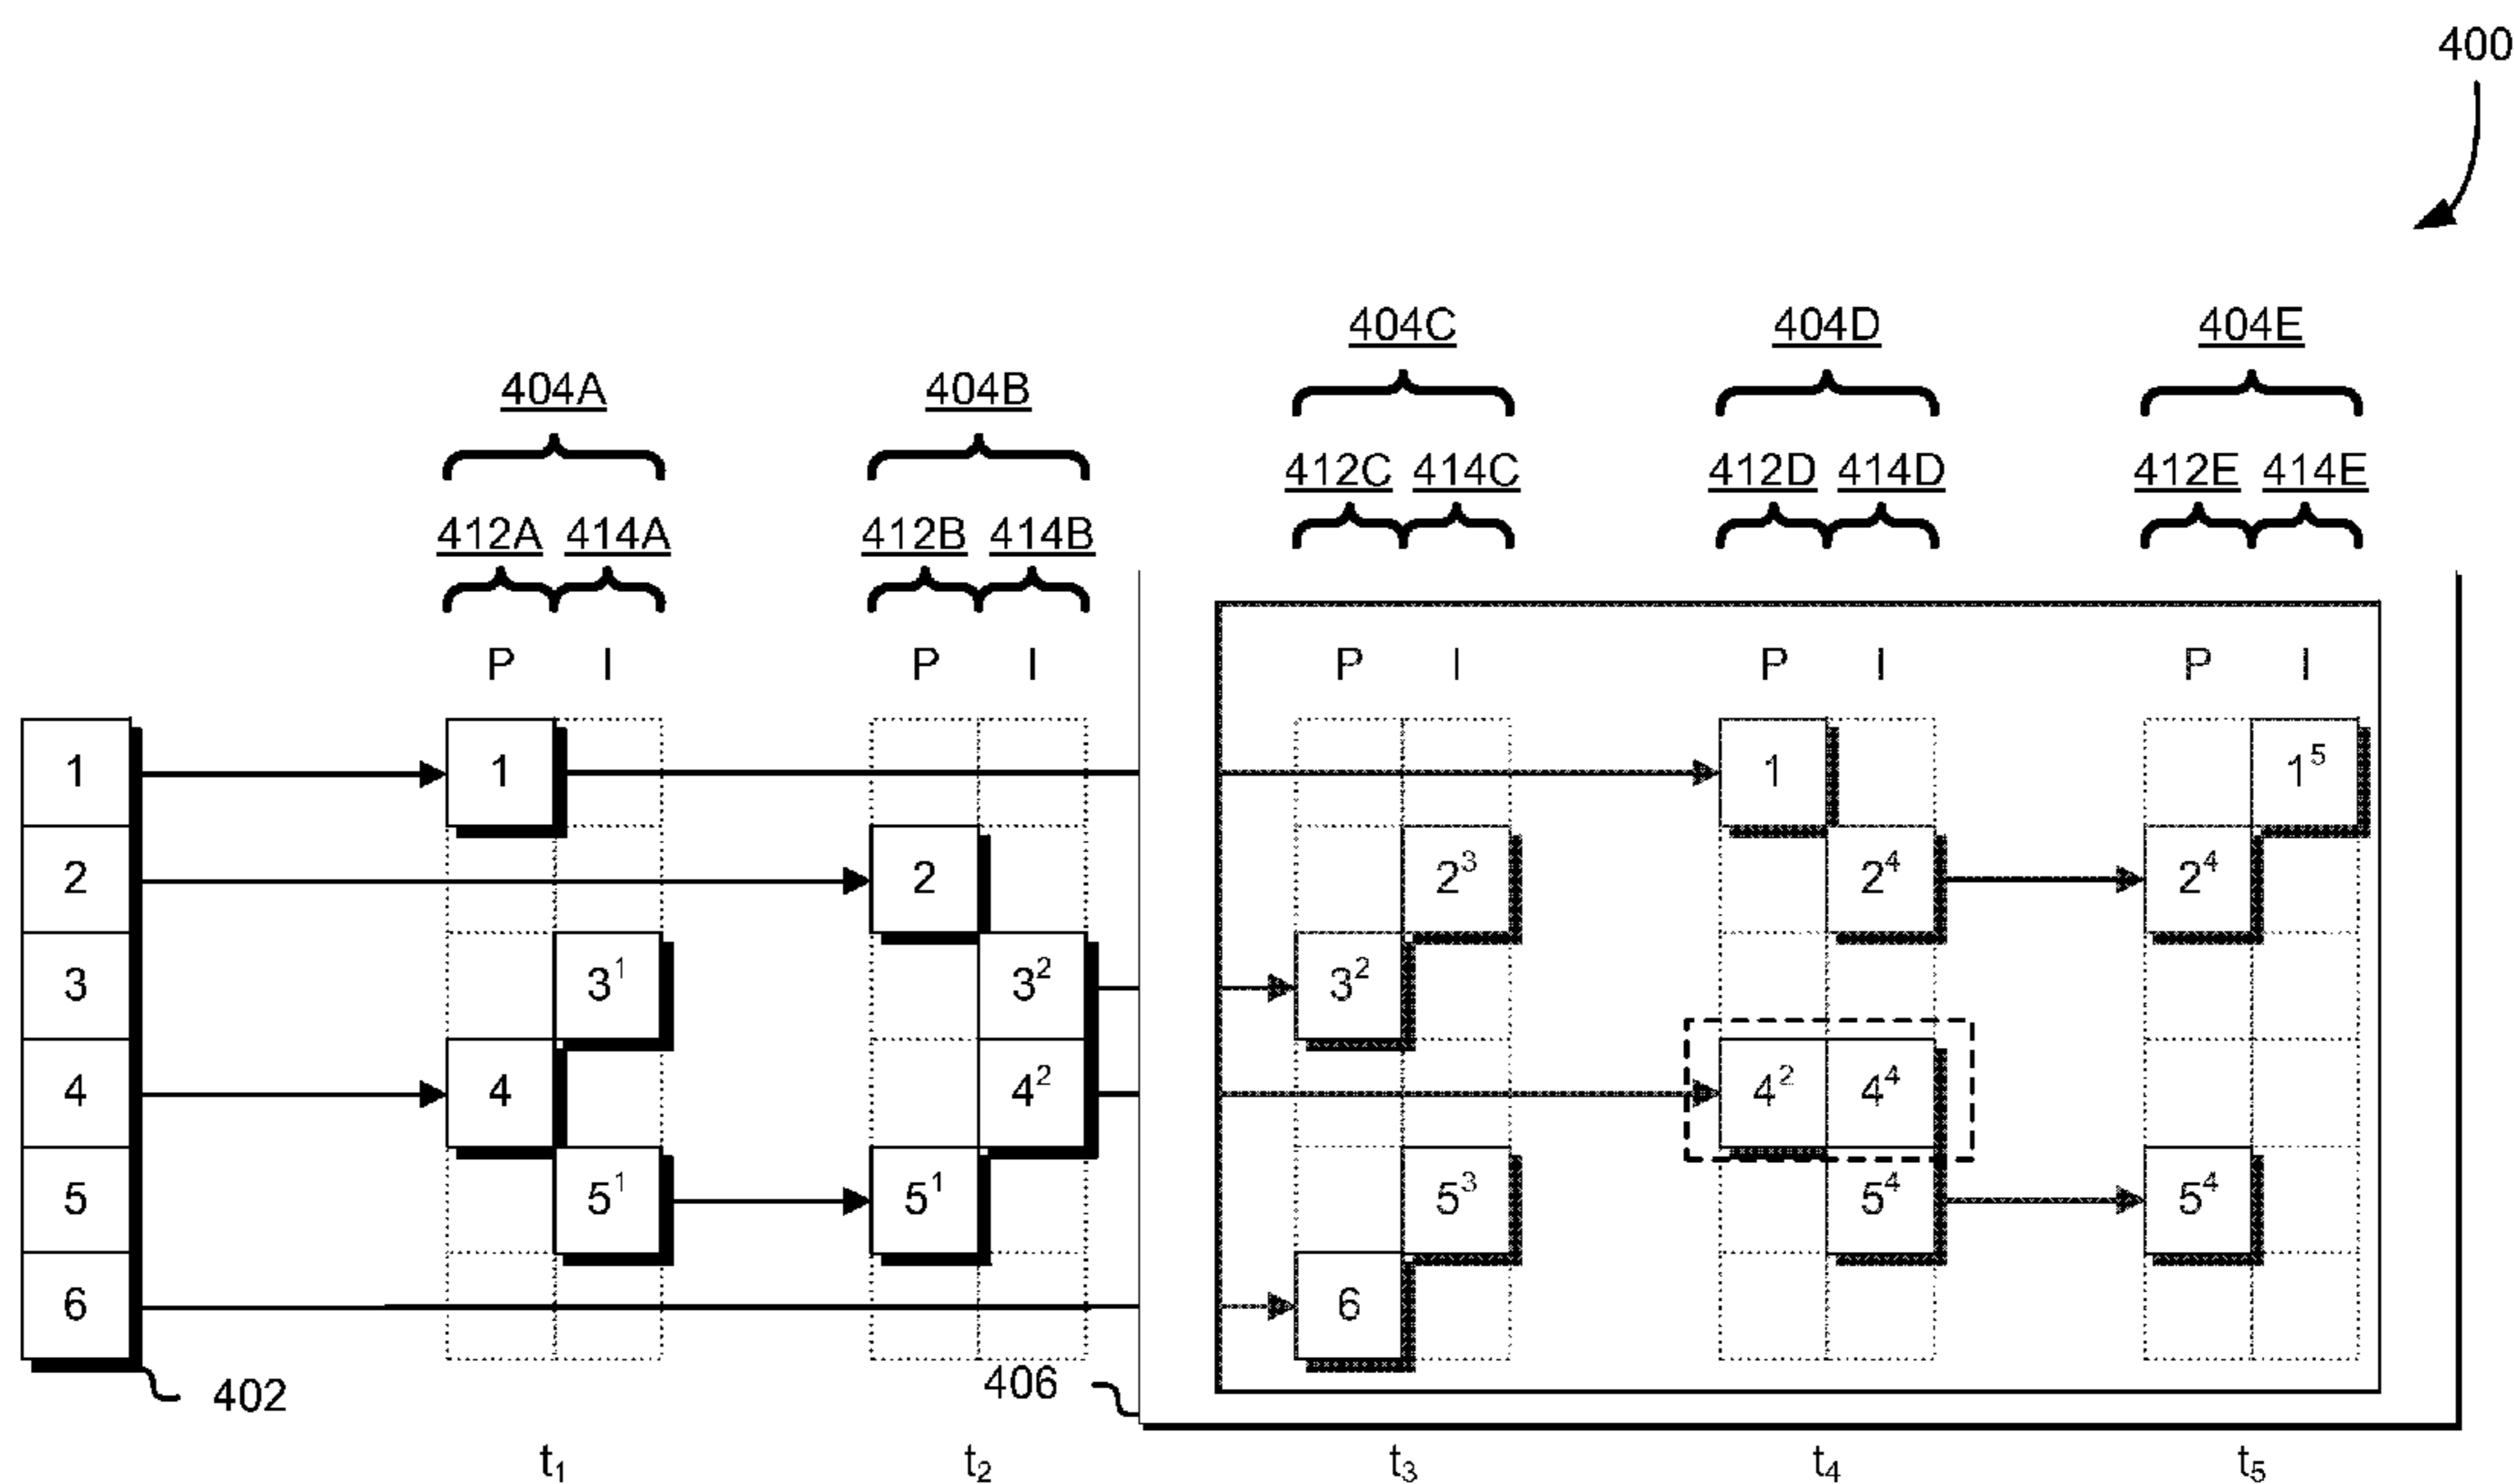 400
404C 404D 404E
404A 404B
412C 414C 412D 414D 412E 414E
412A 414A 412B 414B
P I P I P I P I P I
1 1 1 1⁵
2 2 2³ 2⁴ 2⁴
3 3¹ 3² 3²
4 4 4² 4² 4⁴
5 5¹ 5¹ 5³ 5⁴ 5⁴
6 6
402 406
t₁ t₂ t₃ t₄ t₅